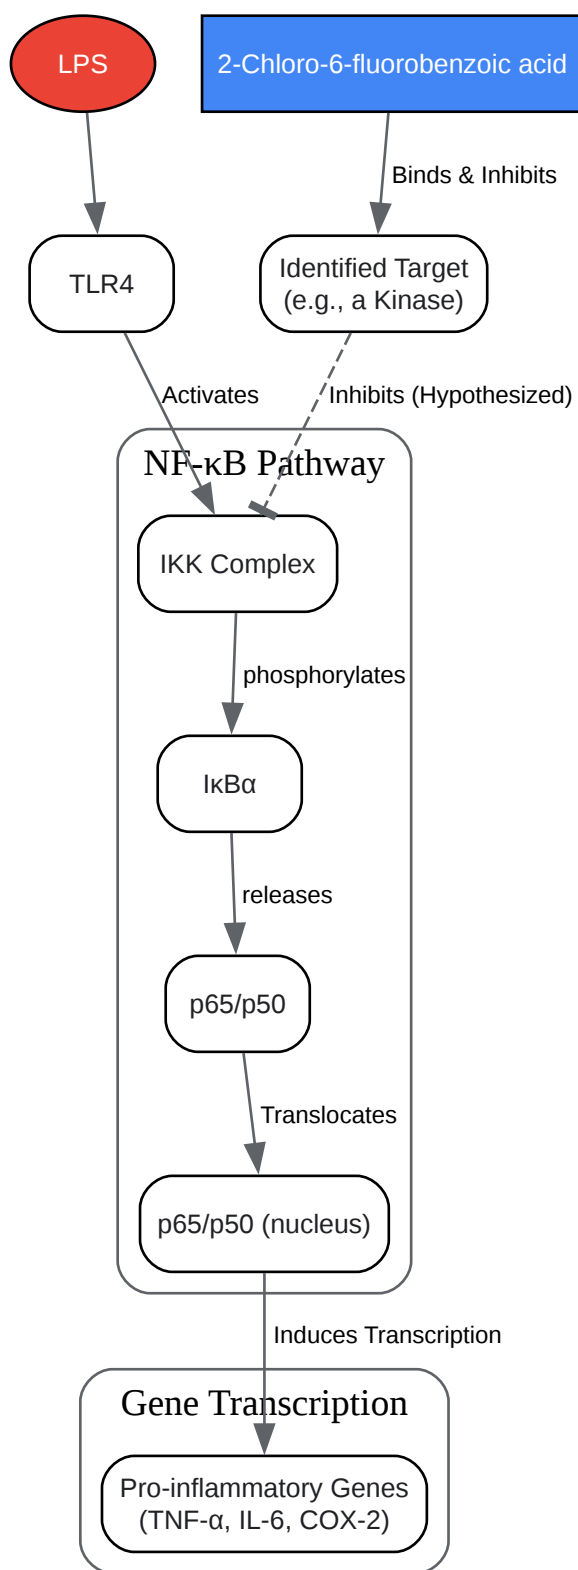 LPS
2-Chloro-6-fluorobenzoic acid
Binds & Inhibits
TLR4
Identified Target
(e.g., a Kinase)
Activates
Inhibits (Hypothesized)
NF-κB Pathway
IKK Complex
phosphorylates
IκBα
releases
p65/p50
Translocates
p65/p50 (nucleus)
Induces Transcription
Gene Transcription
Pro-inflammatory Genes
(TNF-α, IL-6, COX-2)